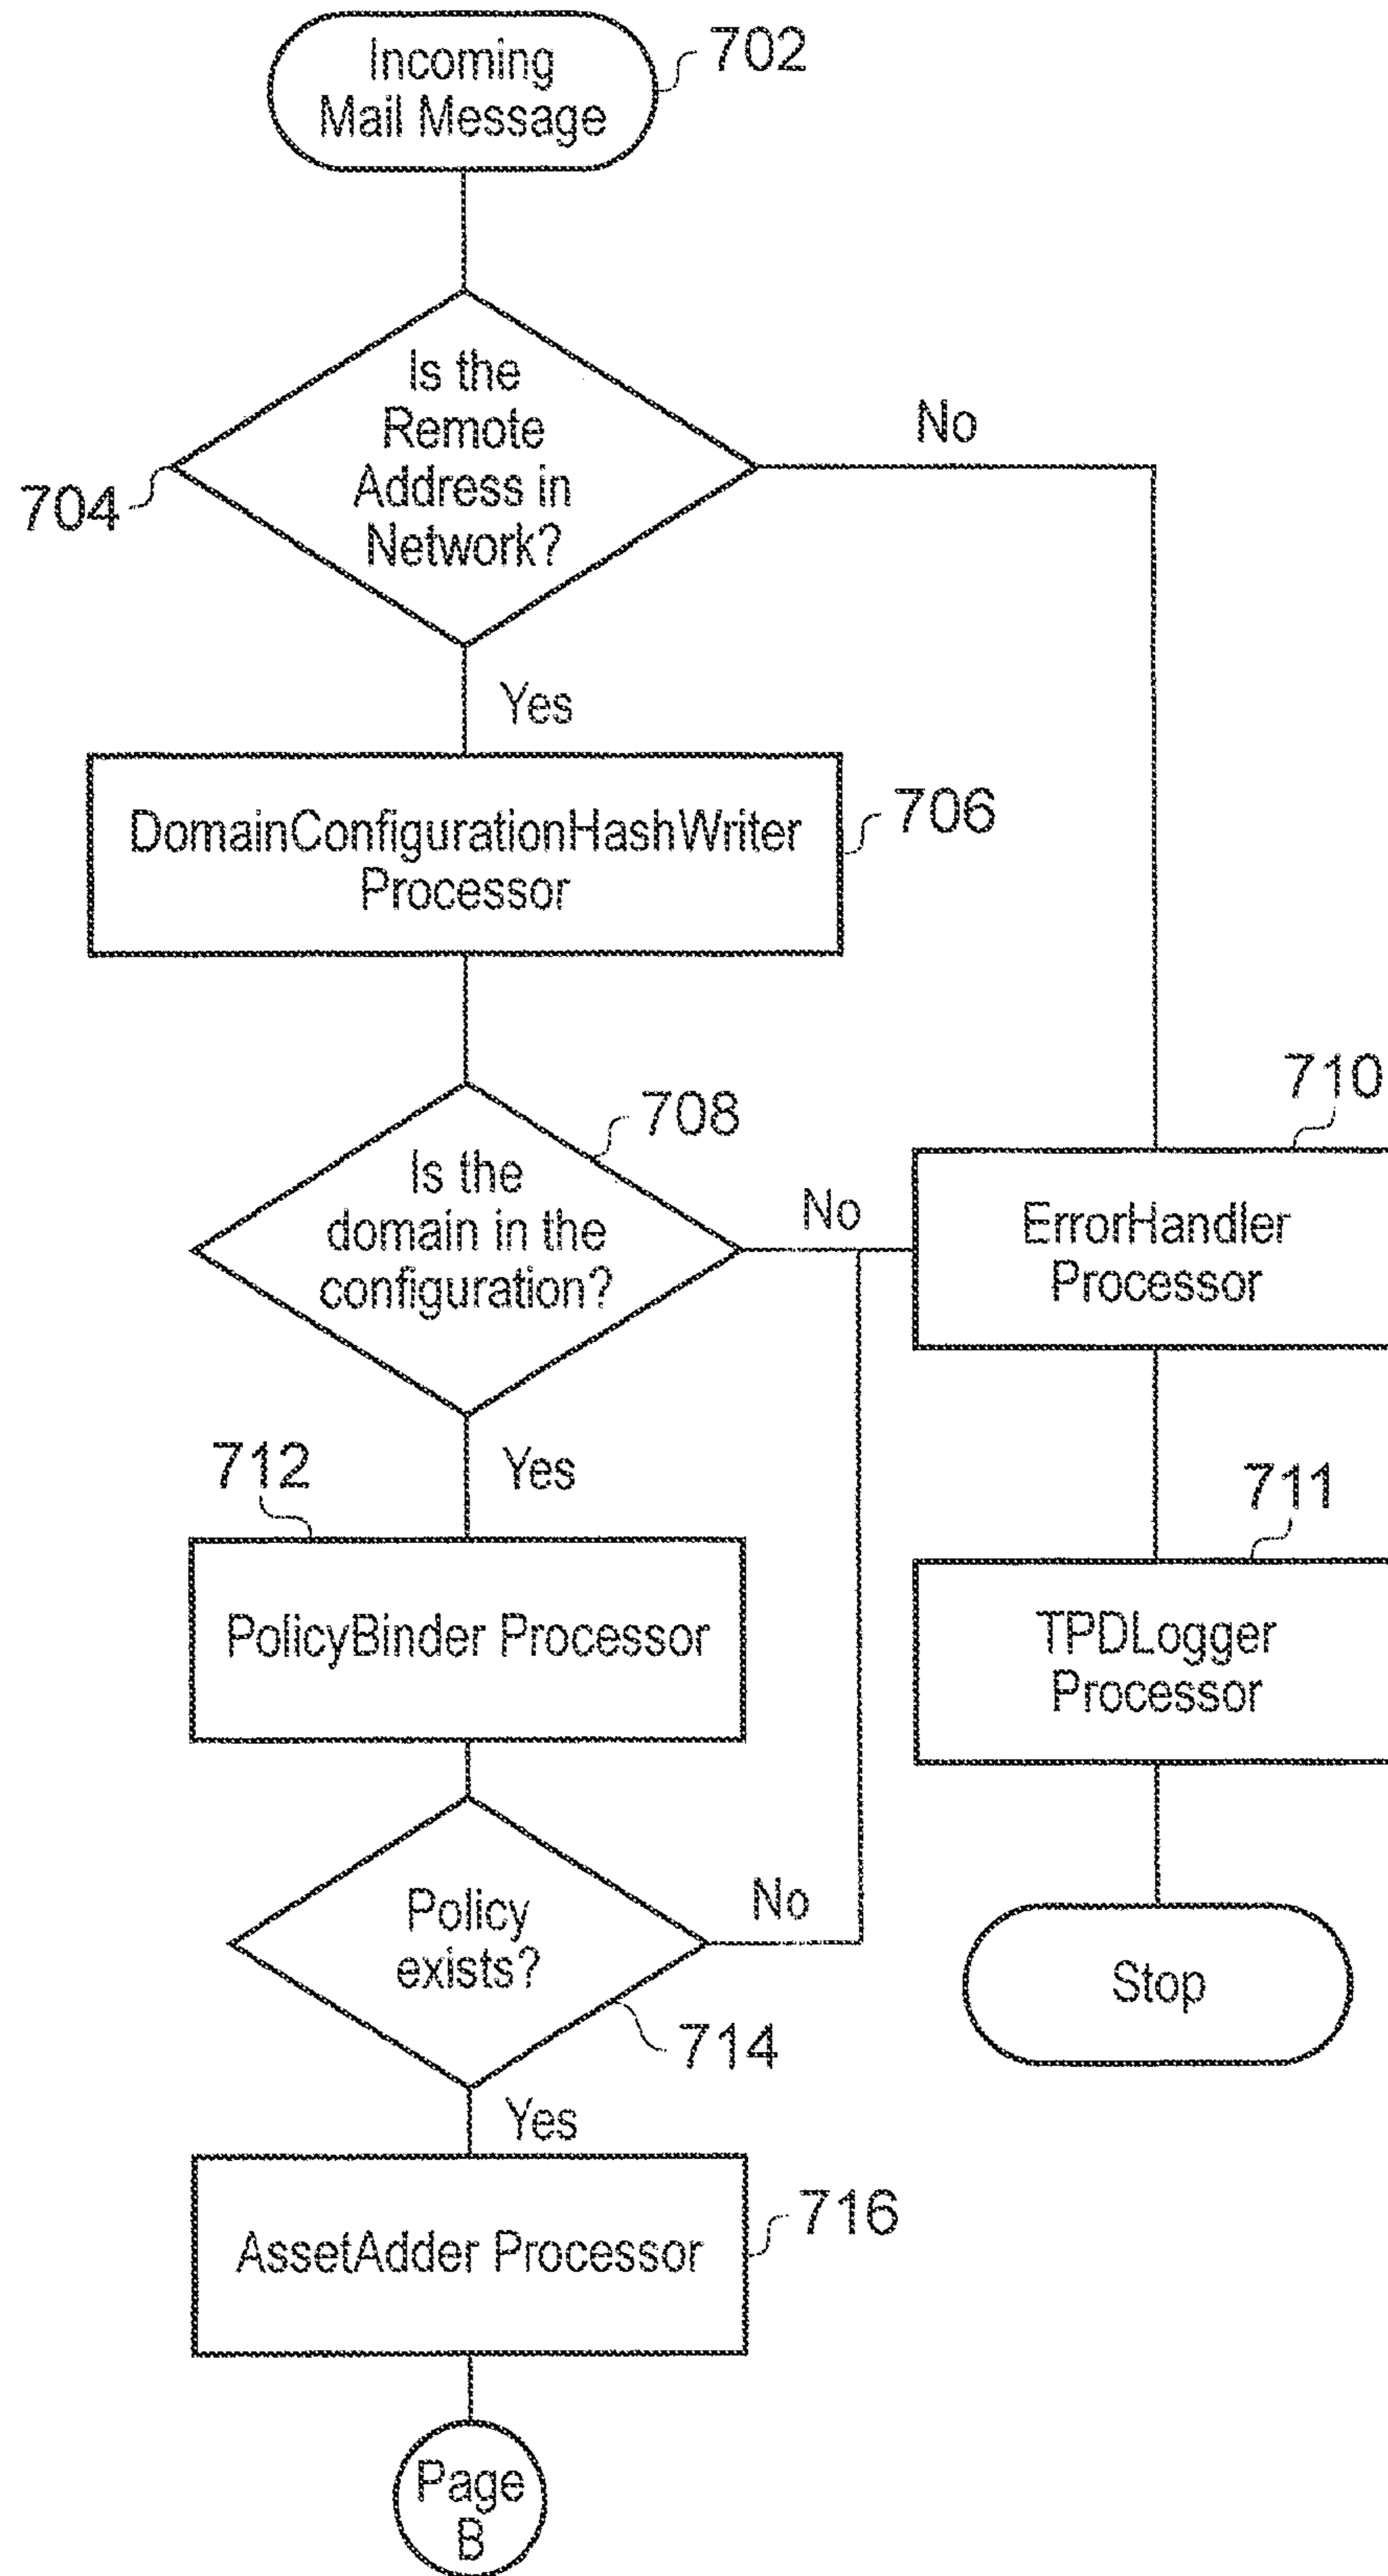 Incoming
Mail Message
702
Is the
Remote
Address in
Network?
704
No
Yes
DomainConfigurationHashWriter
Processor
706
Is the
domain in the
configuration?
708
No
710
ErrorHandler
Processor
Yes
712
PolicyBinder Processor
711
TPDLogger
Processor
Policy
exists?
No
714
Stop
Yes
AssetAdder Processor
716
Page
B